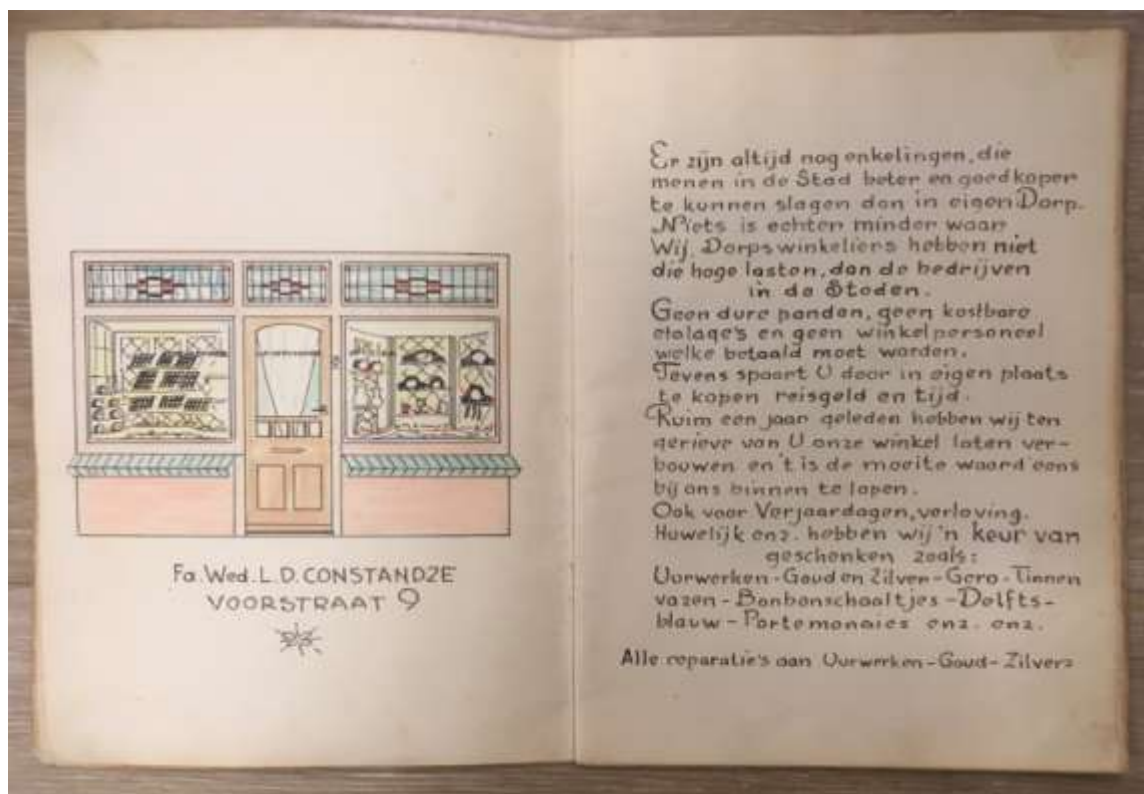 Fa. Wed. L. D. CONSTANDZE
VOORSTRAAT 9
Er zijn altijd nog enkelingen, die
menen in de Stad beter en goedkoper
te kunnen slagen dan in eigen Dorp.
Niets is echter minder waar.
Wij, Dorpswinkeliers hebben niet
die hoge lasten, dan de bedrijven
in de Steden.
Geen dure panden, geen kostbare
etalage's en geen winkelpersoneel
welke betaald moet worden.
Tevens spaart U door in eigen plaats
te kopen reisgeld en tijd.
Ruim een jaar geleden hebben wij ten
gerieve van U onze winkel laten ver-
bouwen en 't is de moeite waard eens
bij ons binnen te lopen.
Ook voor Verjaardagen, verloving.
Huwelijk enz. hebben wij 'n keur van
geschenken zoals:
Uurwerken - Goud en Zilver - Gero - Tinnen
vazen - Bonbonschaaltjes - Delfts-
blauw - Portemonaies enz. enz.
Alle reparatie's aan Uurwerken - Goud - Zilver